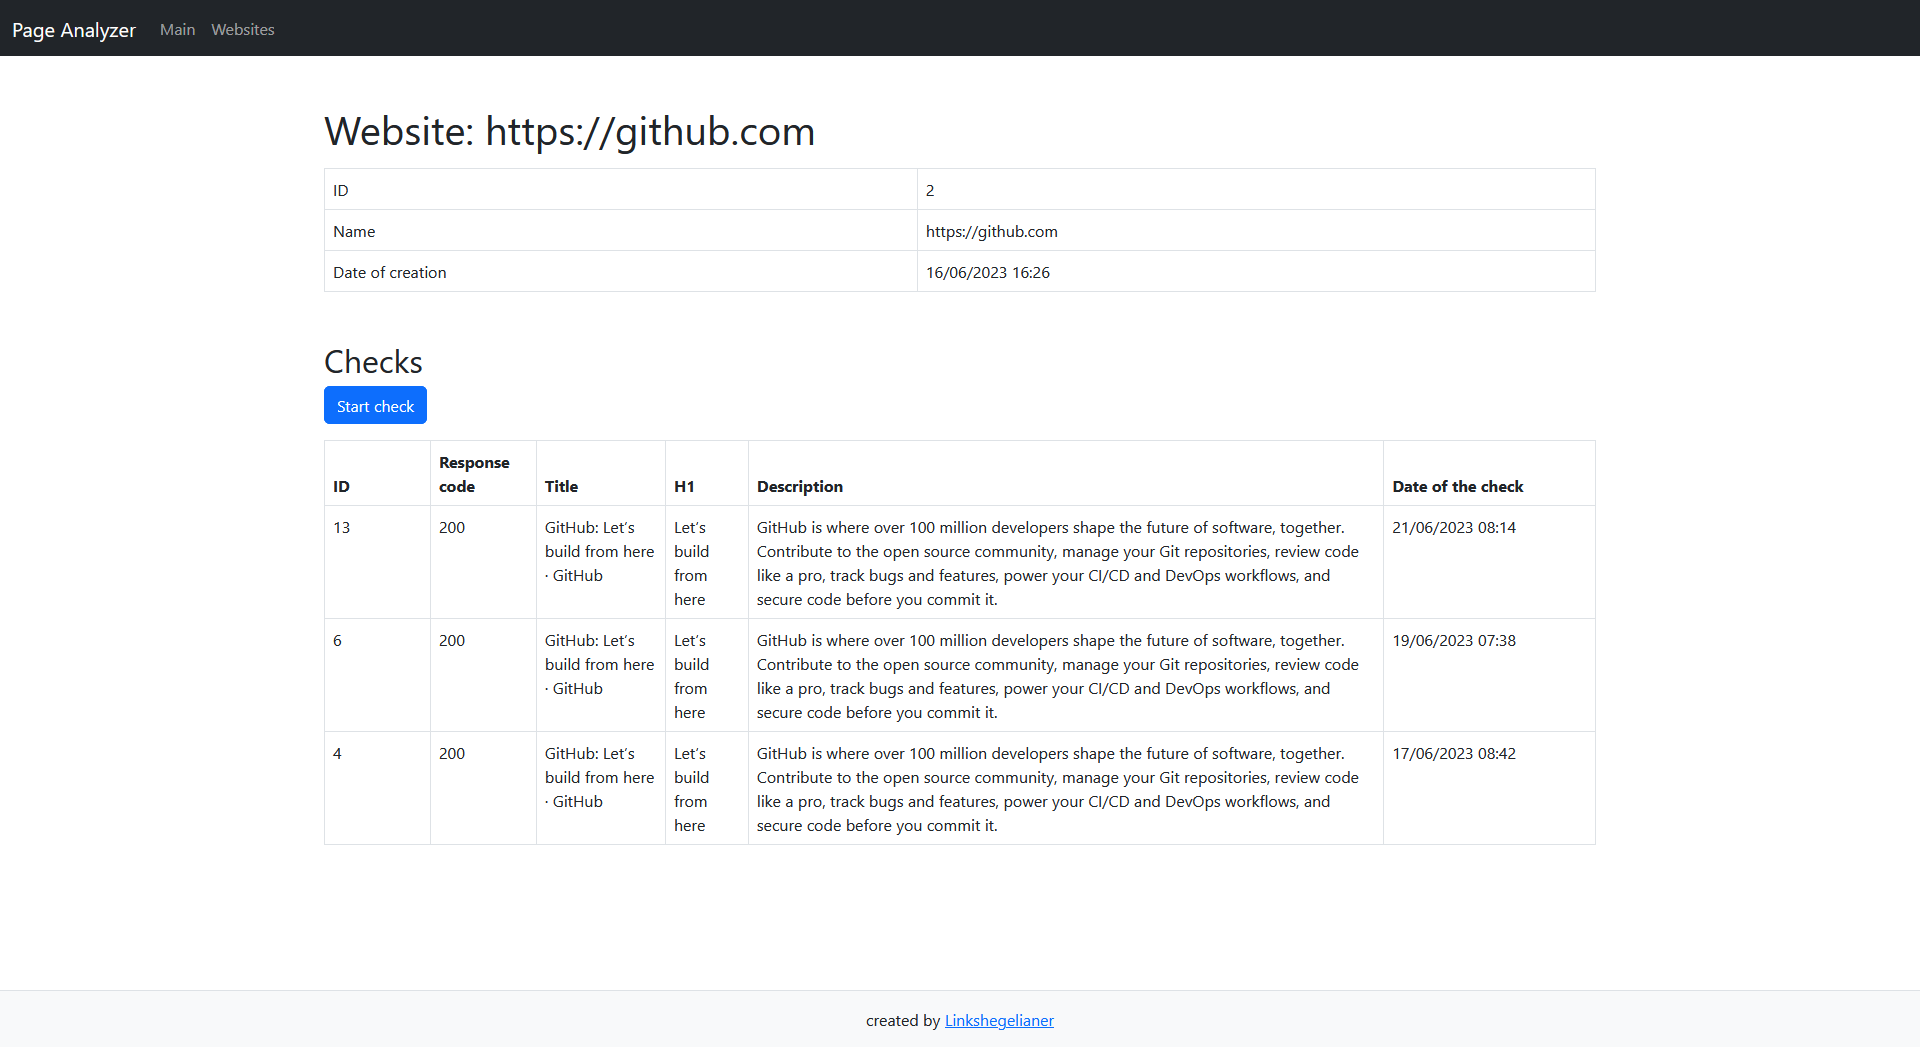 Page Analyzer Main Websites
Website: https://github.com
ID 2
Name https://github.com
Date of creation 16/06/2023 16:26
Checks
Start check
ID Response code Title H1 Description Date of the check
13 200 GitHub: Let’s build from here · GitHub Let’s build from here GitHub is where over 100 million developers shape the future of software, together. Contribute to the open source community, manage your Git repositories, review code like a pro, track bugs and features, power your CI/CD and DevOps workflows, and secure code before you commit it. 21/06/2023 08:14
6 200 GitHub: Let’s build from here · GitHub Let’s build from here GitHub is where over 100 million developers shape the future of software, together. Contribute to the open source community, manage your Git repositories, review code like a pro, track bugs and features, power your CI/CD and DevOps workflows, and secure code before you commit it. 19/06/2023 07:38
4 200 GitHub: Let’s build from here · GitHub Let’s build from here GitHub is where over 100 million developers shape the future of software, together. Contribute to the open source community, manage your Git repositories, review code like a pro, track bugs and features, power your CI/CD and DevOps workflows, and secure code before you commit it. 17/06/2023 08:42
created by Linkshegelianer